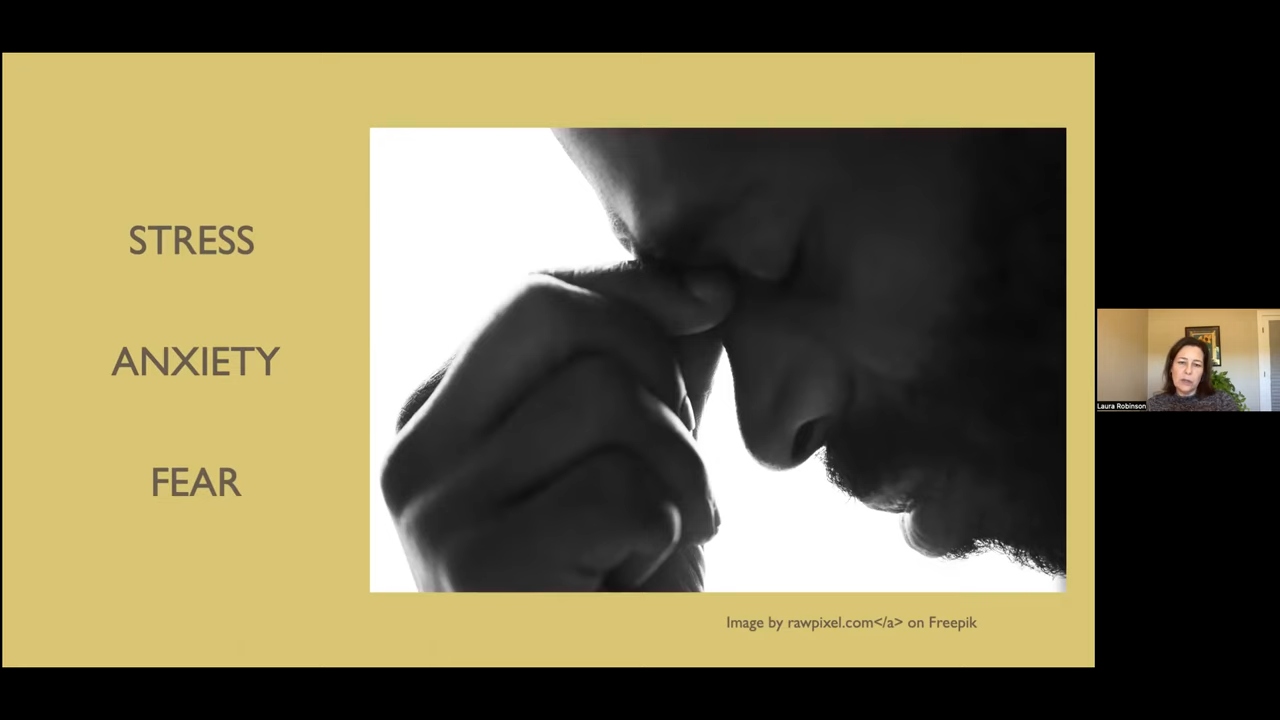 STRESS
ANXIETY
FEAR
Image by rawpixel.com</a> on Freepik
Laura Robinson